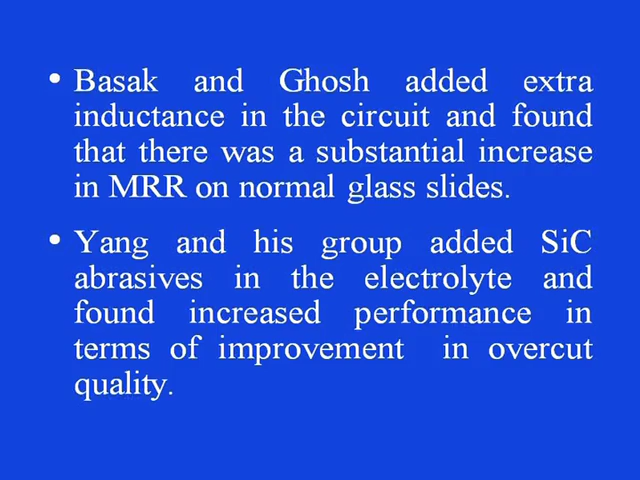 • Basak and Ghosh added extra
inductance in the circuit and found
that there was a substantial increase
in MRR on normal glass slides.
• Yang and his group added SiC
abrasives in the electrolyte and
found increased performance in
terms of improvement in overcut
quality.